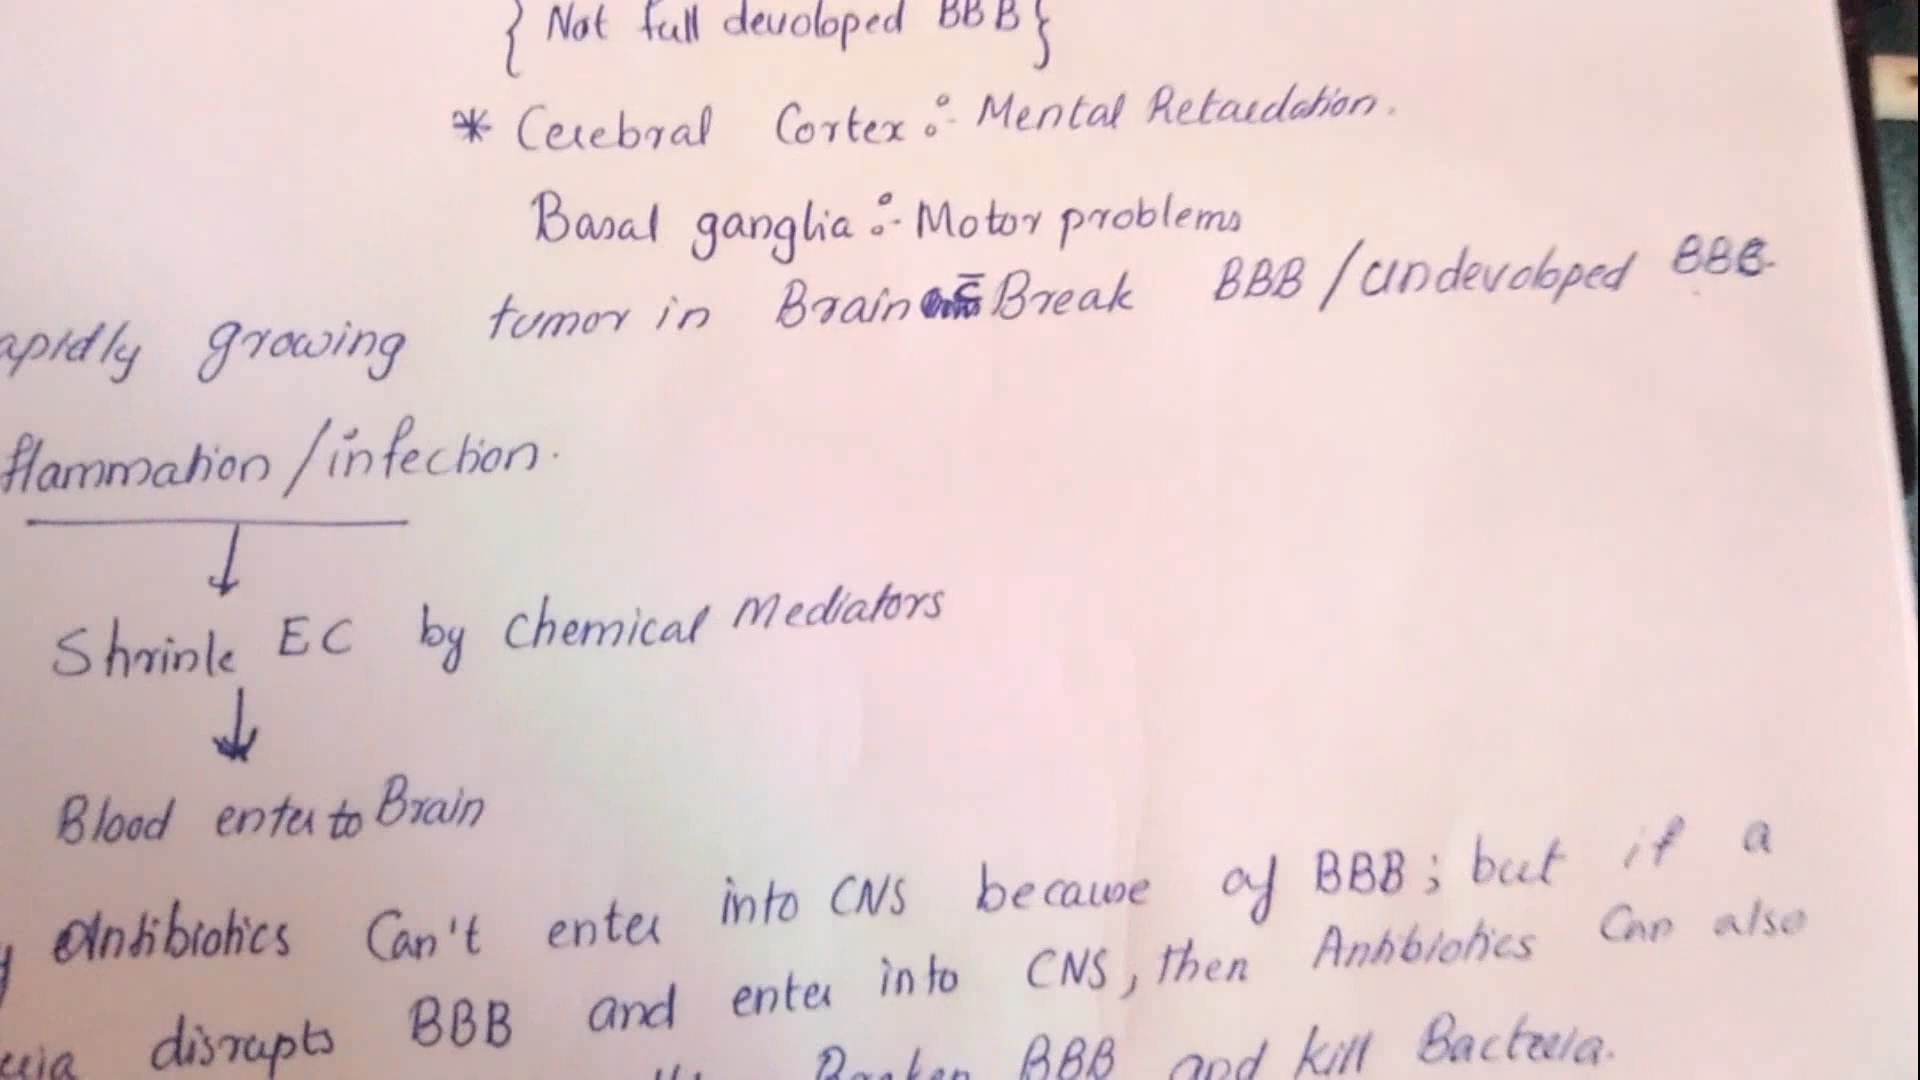 { Not full devoloped BBB }
* Cerebral Cortex :- Mental Retardation.
Basal ganglia :- Motor problems
apidly growing tumor in Brain c̄ Break BBB / undevoloped BBB.
flammation / infection.
↓
Shrink EC by Chemical Mediators
↓
Blood enter to Brain
y Antibiotics Can't enter into CNS because of BBB ; but if a
eria disrupts BBB and enter into CNS, then Antibiotics Can also
Broken BBB and kill Bacteria.